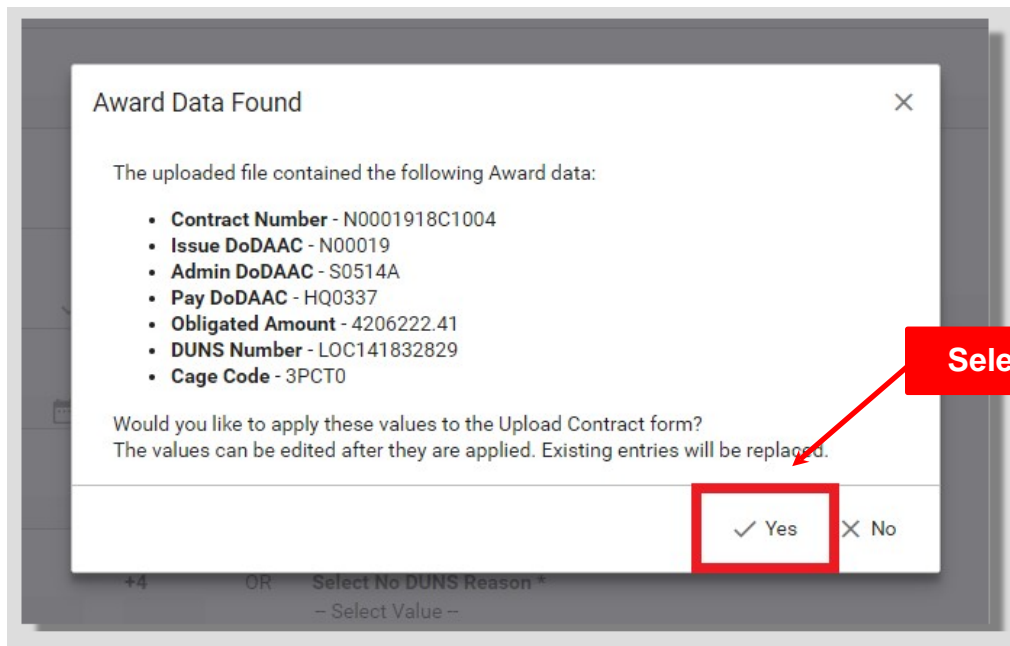 Award Data Found
The uploaded file contained the following Award data:
• Contract Number - N0001918C1004
• Issue DoDAAC - N00019
• Admin DoDAAC - S0514A
• Pay DoDAAC - HQ0337
• Obligated Amount - 4206222.41
• DUNS Number - LOC141832829
• Cage Code - 3PCT0
Sele
Would you like to apply these values to the Upload Contract form?
The values can be edited after they are applied. Existing entries will be replaced.
Yes No
+4 OR Select No DUNS Reason *
-- Select Value --